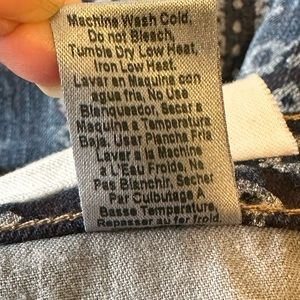 Machine Wash Cold,
Do not Bleach,
Tumble Dry Low Heat,
Iron Low Heat.
Lavar en Maquina con
agua fria, No Use
Blanqueador, Secar a
Maquina a Temperatura
Baja, Usar Plancha Fria
Laver a la Machine
a L'Eau Froide, Ne
Pas Blanchir, Secher
Par Culbutage A
Basse Temperature,
Repasser au fer froid.